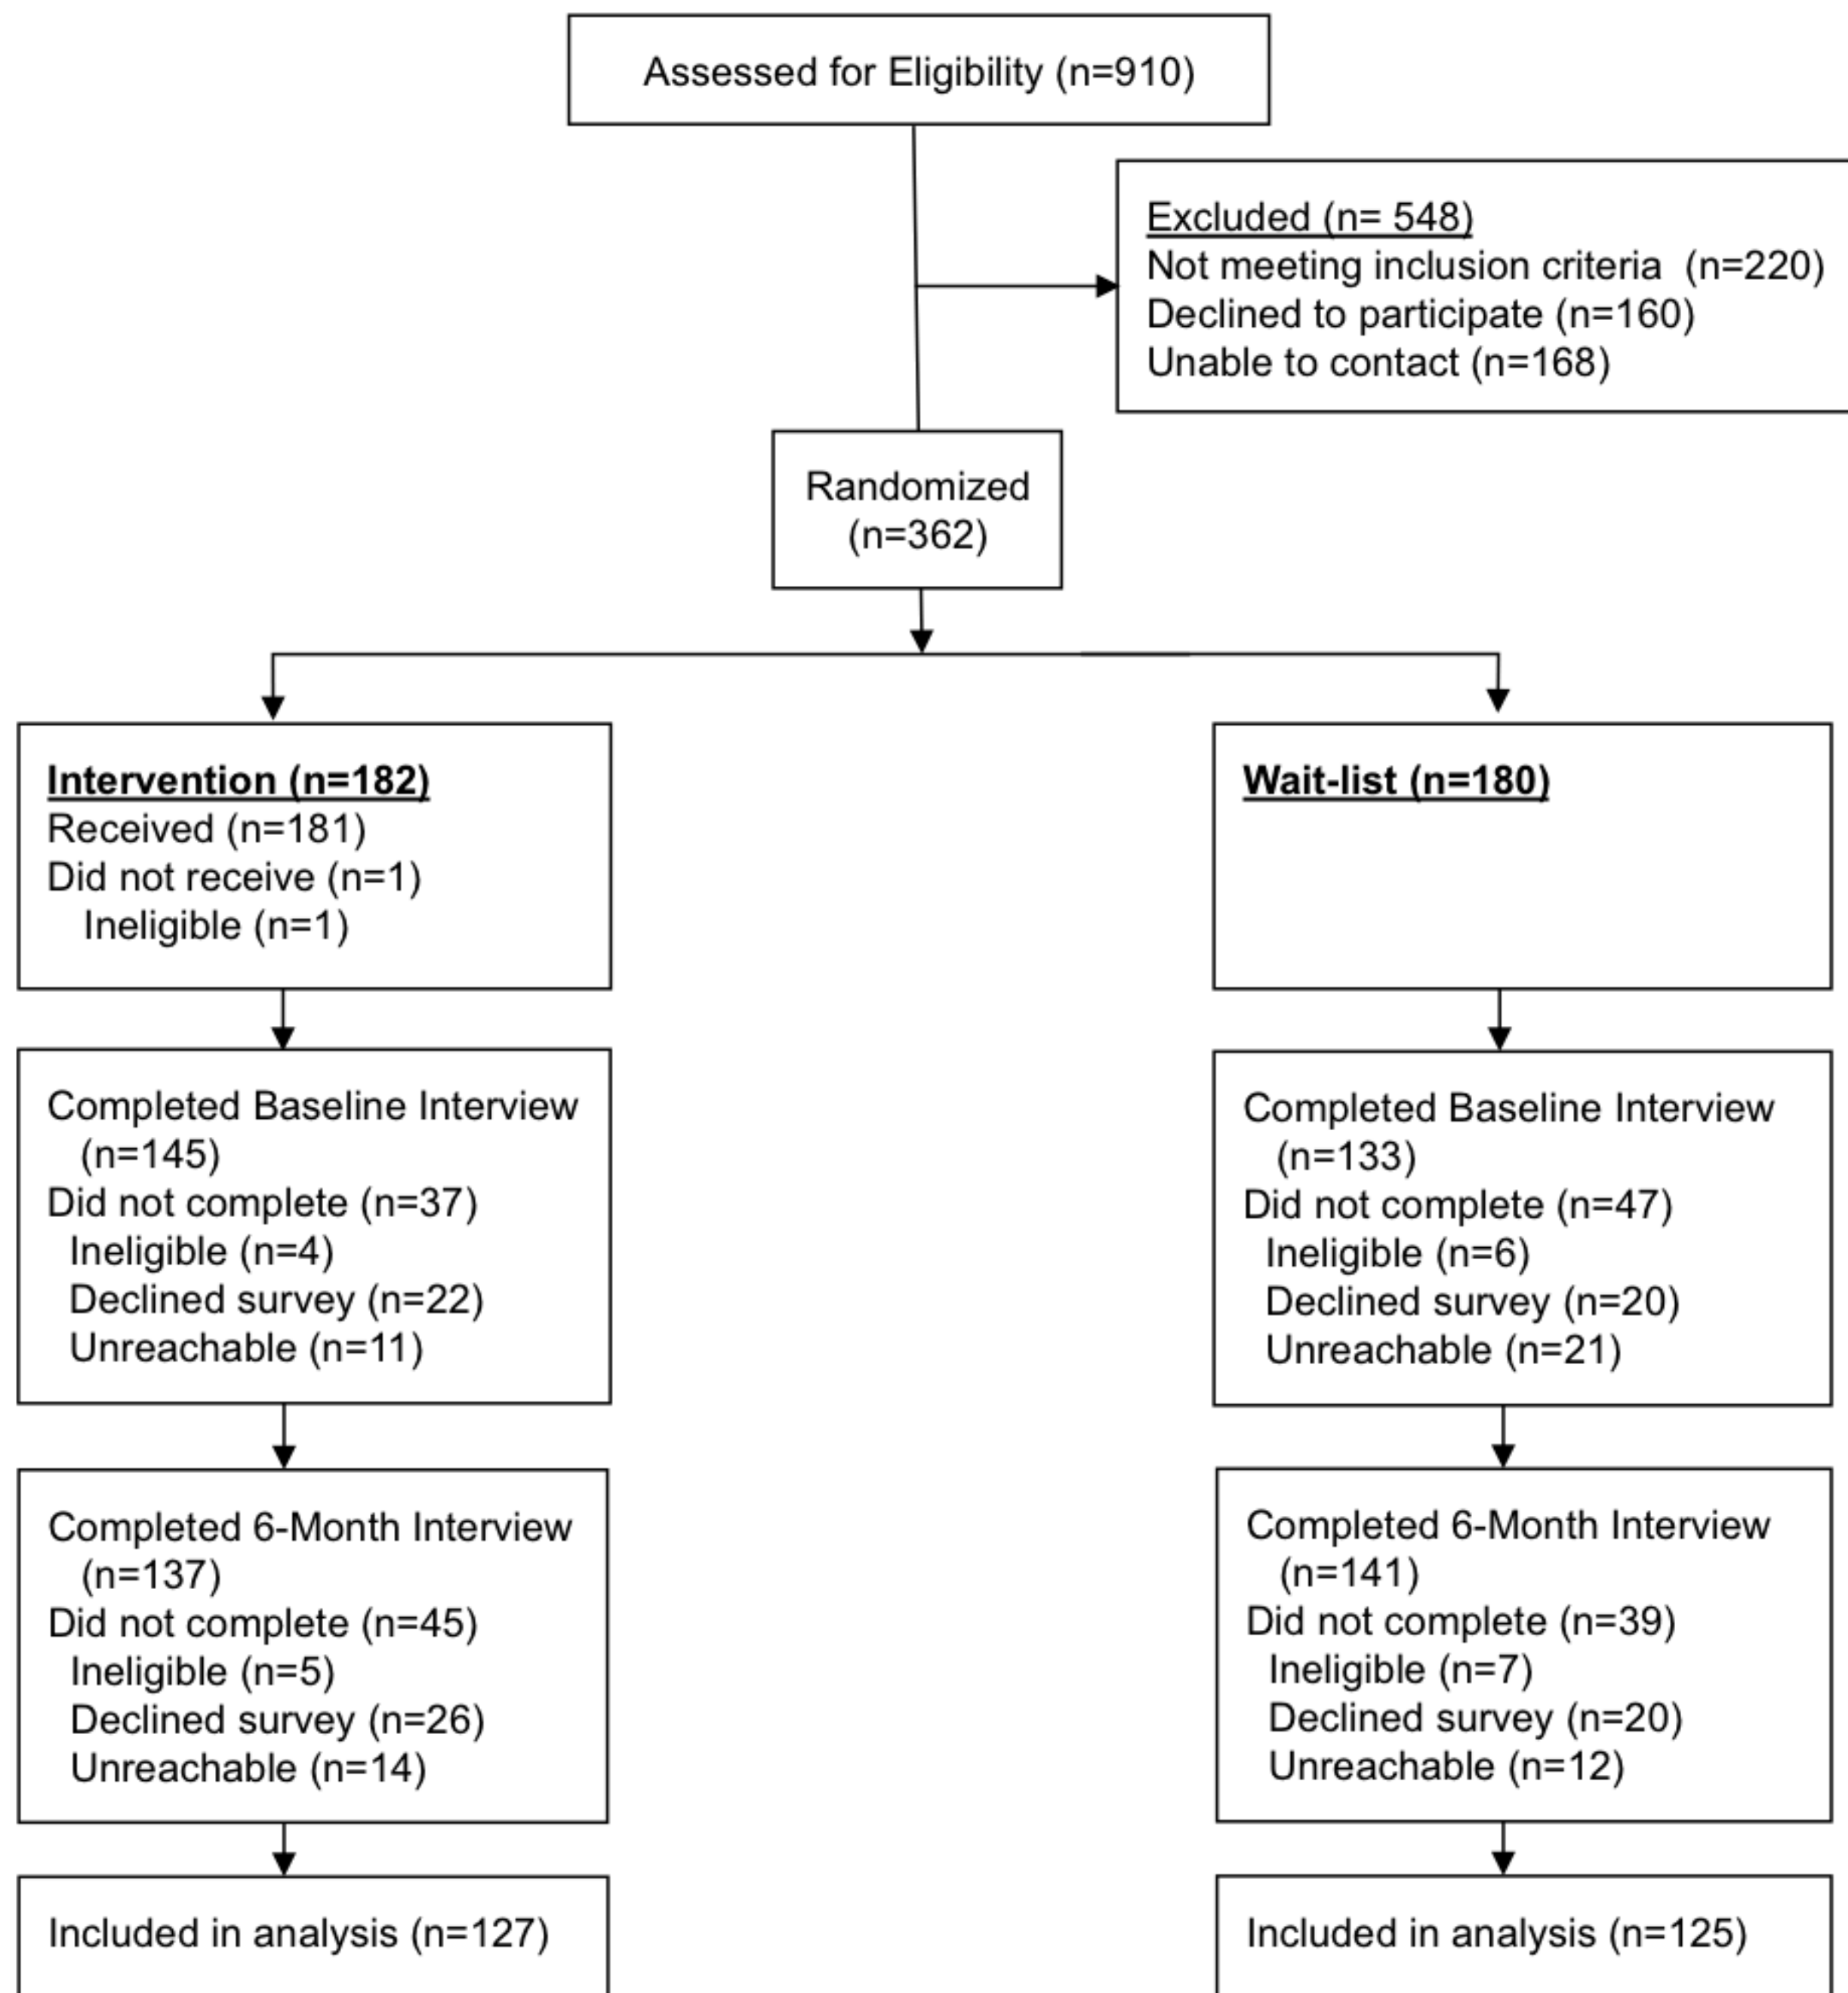 Assessed for Eligibility (n=910)
Excluded (n= 548)
Not meeting inclusion criteria  (n=220)
Declined to participate (n=160)
Unable to contact (n=168)
Randomized
(n=362)
Intervention (n=182)
Received (n=181)
Did not receive (n=1)
Ineligible (n=1)
Wait-list (n=180)
Completed Baseline Interview
(n=145)
Did not complete (n=37)
Ineligible (n=4)
Declined survey (n=22)
Unreachable (n=11)
Completed Baseline Interview
(n=133)
Did not complete (n=47)
Ineligible (n=6)
Declined survey (n=20)
Unreachable (n=21)
Completed 6-Month Interview
(n=137)
Did not complete (n=45)
Ineligible (n=5)
Declined survey (n=26)
Unreachable (n=14)
Completed 6-Month Interview
(n=141)
Did not complete (n=39)
Ineligible (n=7)
Declined survey (n=20)
Unreachable (n=12)
Included in analysis (n=127)
Included in analysis (n=125)